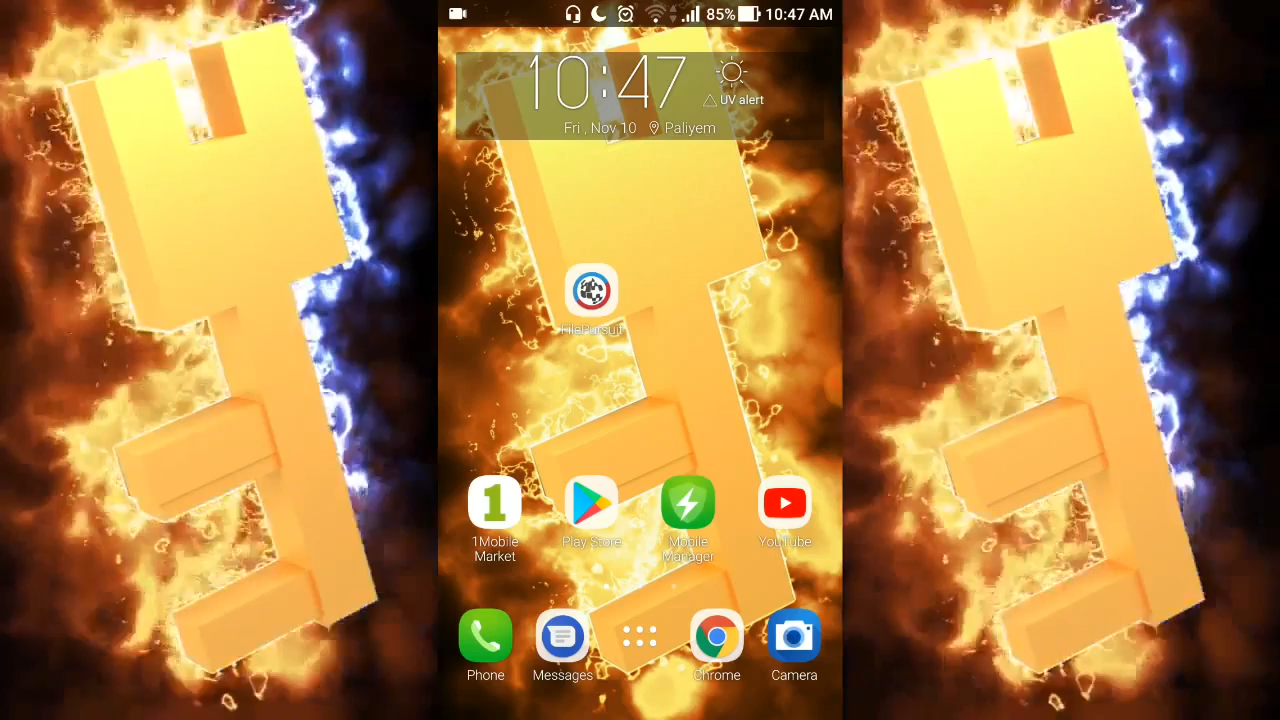 85% 10:47 AM
10:47
UV alert
Fri , Nov 10 Paliyem
FilePursuit
1Mobile Market
Play Store
Mobile Manager
YouTube
Phone
Messages
Chrome
Camera